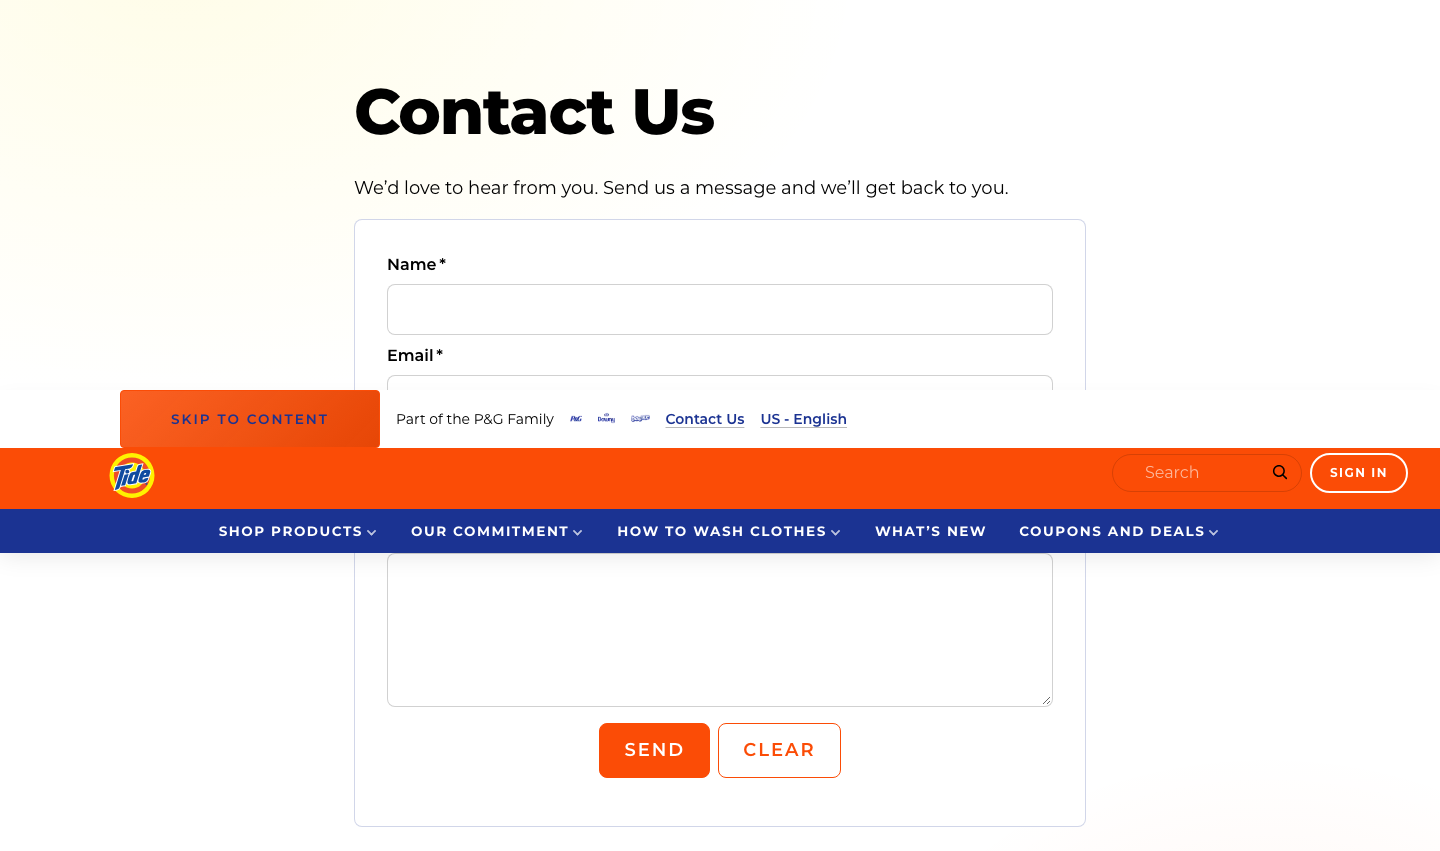 Contact Us
We’d love to hear from you. Send us a message and we’ll get back to you.
Name *
Email *
SKIP TO CONTENT
Part of the P&G Family P&G Downy Contact Us US - English
Tide
Search
SIGN IN
SHOP PRODUCTS OUR COMMITMENT HOW TO WASH CLOTHES WHAT’S NEW COUPONS AND DEALS
SEND CLEAR